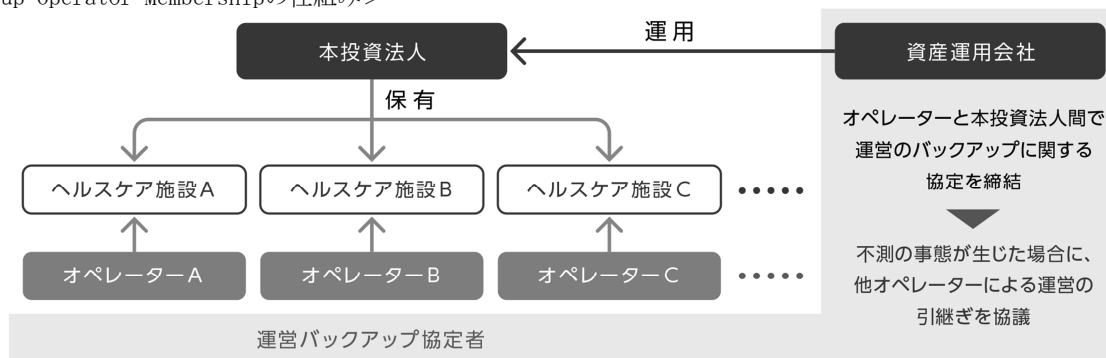 up Operator Membershipの仕組み>
運用
本投資法人
資産運用会社
保有
オペレーターと本投資法人間で
運営のバックアップに関する
協定を締結
ヘルスケア施設A
ヘルスケア施設B
ヘルスケア施設C
•••••
オペレーターA
オペレーターB
オペレーターC
•••••
不測の事態が生じた場合に、
他オペレーターによる運営の
引継ぎを協議
運営バックアップ協定者